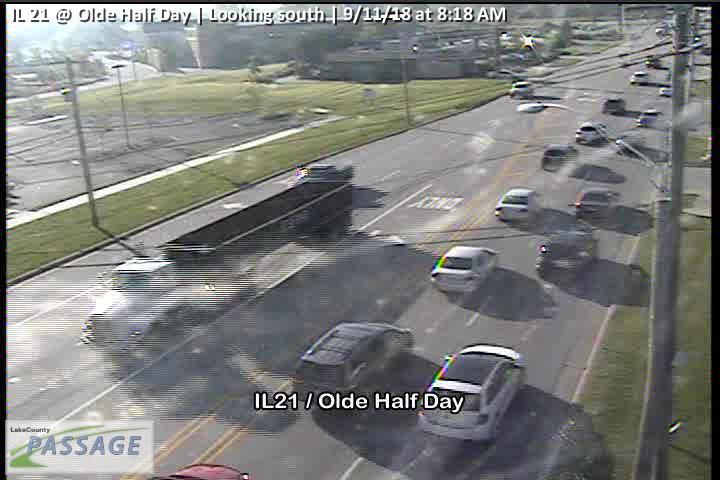 IL 21 @ Olde Half Day | Looking south | 9/11/18 at 8:18 AM
ONLY
IL21 / Olde Half Day
LakeCounty
PASSAGE